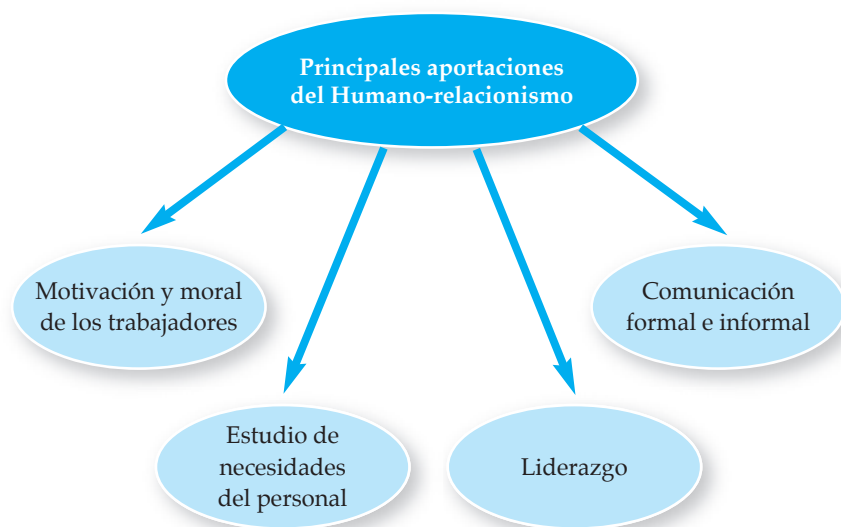 Principales aportaciones
del Humano-relacionismo
Motivación y moral
de los trabajadores
Comunicación
formal e informal
Estudio de
necesidades
del personal
Liderazgo